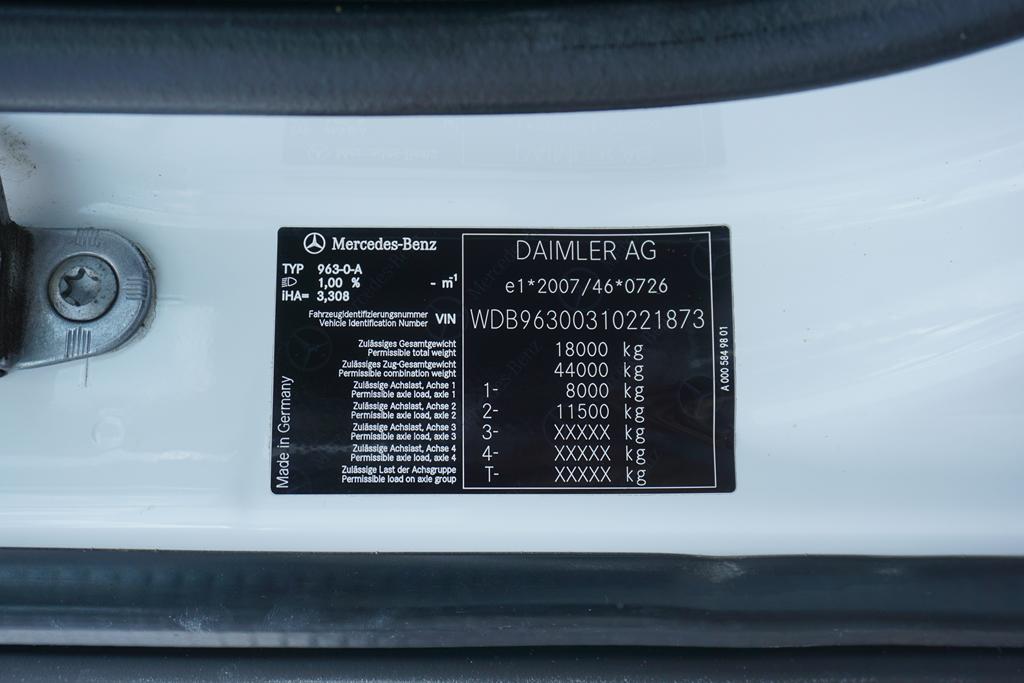 Mercedes-Benz
TYP 963-0-A
1,00 % - m⁻¹
iHA= 3,308
DAIMLER AG
e1*2007/46*0726
Fahrzeugidentifizierungsnummer
Vehicle Identification Number VIN WDB96300310221873
Zulässiges Gesamtgewicht
Permissible total weight 18000 kg
Zulässiges Zug-Gesamtgewicht
Permissible combination weight 44000 kg
Zulässige Achslast, Achse 1
Permissible axle load, axle 1 1- 8000 kg
Zulässige Achslast, Achse 2
Permissible axle load, axle 2 2- 11500 kg
Zulässige Achslast, Achse 3
Permissible axle load, axle 3 3- XXXXX kg
Zulässige Achslast, Achse 4
Permissible axle load, axle 4 4- XXXXX kg
Zulässige Last der Achsgruppe
Permissible load on axle group T- XXXXX kg
Made in Germany
A 000 584 98 01